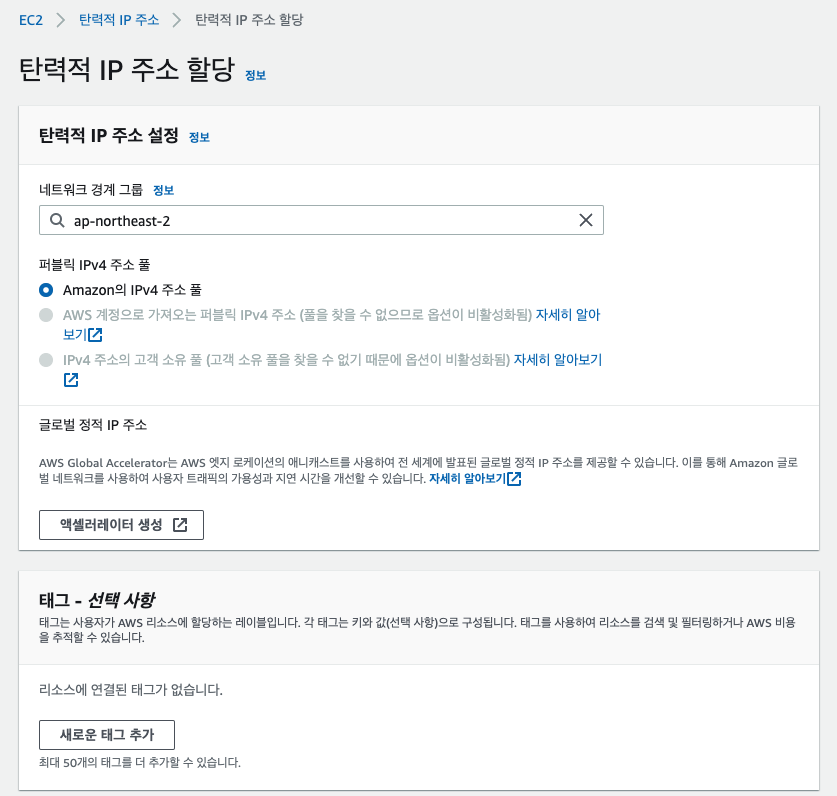 EC2 > 탄력적 IP 주소 > 탄력적 IP 주소 할당
탄력적 IP 주소 할당 정보
탄력적 IP 주소 설정 정보
네트워크 경계 그룹 정보
ap-northeast-2
퍼블릭 IPv4 주소 풀
Amazon의 IPv4 주소 풀
AWS 계정으로 가져오는 퍼블릭 IPv4 주소 (풀을 찾을 수 없으므로 옵션이 비활성화됨) 자세히 알아
보기
IPv4 주소의 고객 소유 풀 (고객 소유 풀을 찾을 수 없기 때문에 옵션이 비활성화됨) 자세히 알아보기
글로벌 정적 IP 주소
AWS Global Accelerator는 AWS 엣지 로케이션의 애니캐스트를 사용하여 전 세계에 발표된 글로벌 정적 IP 주소를 제공할 수 있습니다. 이를 통해 Amazon 글로
벌 네트워크를 사용하여 사용자 트래픽의 가용성과 지연 시간을 개선할 수 있습니다. 자세히 알아보기
액셀러레이터 생성
태그 - 선택 사항
태그는 사용자가 AWS 리소스에 할당하는 레이블입니다. 각 태그는 키와 값(선택 사항)으로 구성됩니다. 태그를 사용하여 리소스를 검색 및 필터링하거나 AWS 비용
을 추적할 수 있습니다.
리소스에 연결된 태그가 없습니다.
새로운 태그 추가
최대 50개의 태그를 더 추가할 수 있습니다.